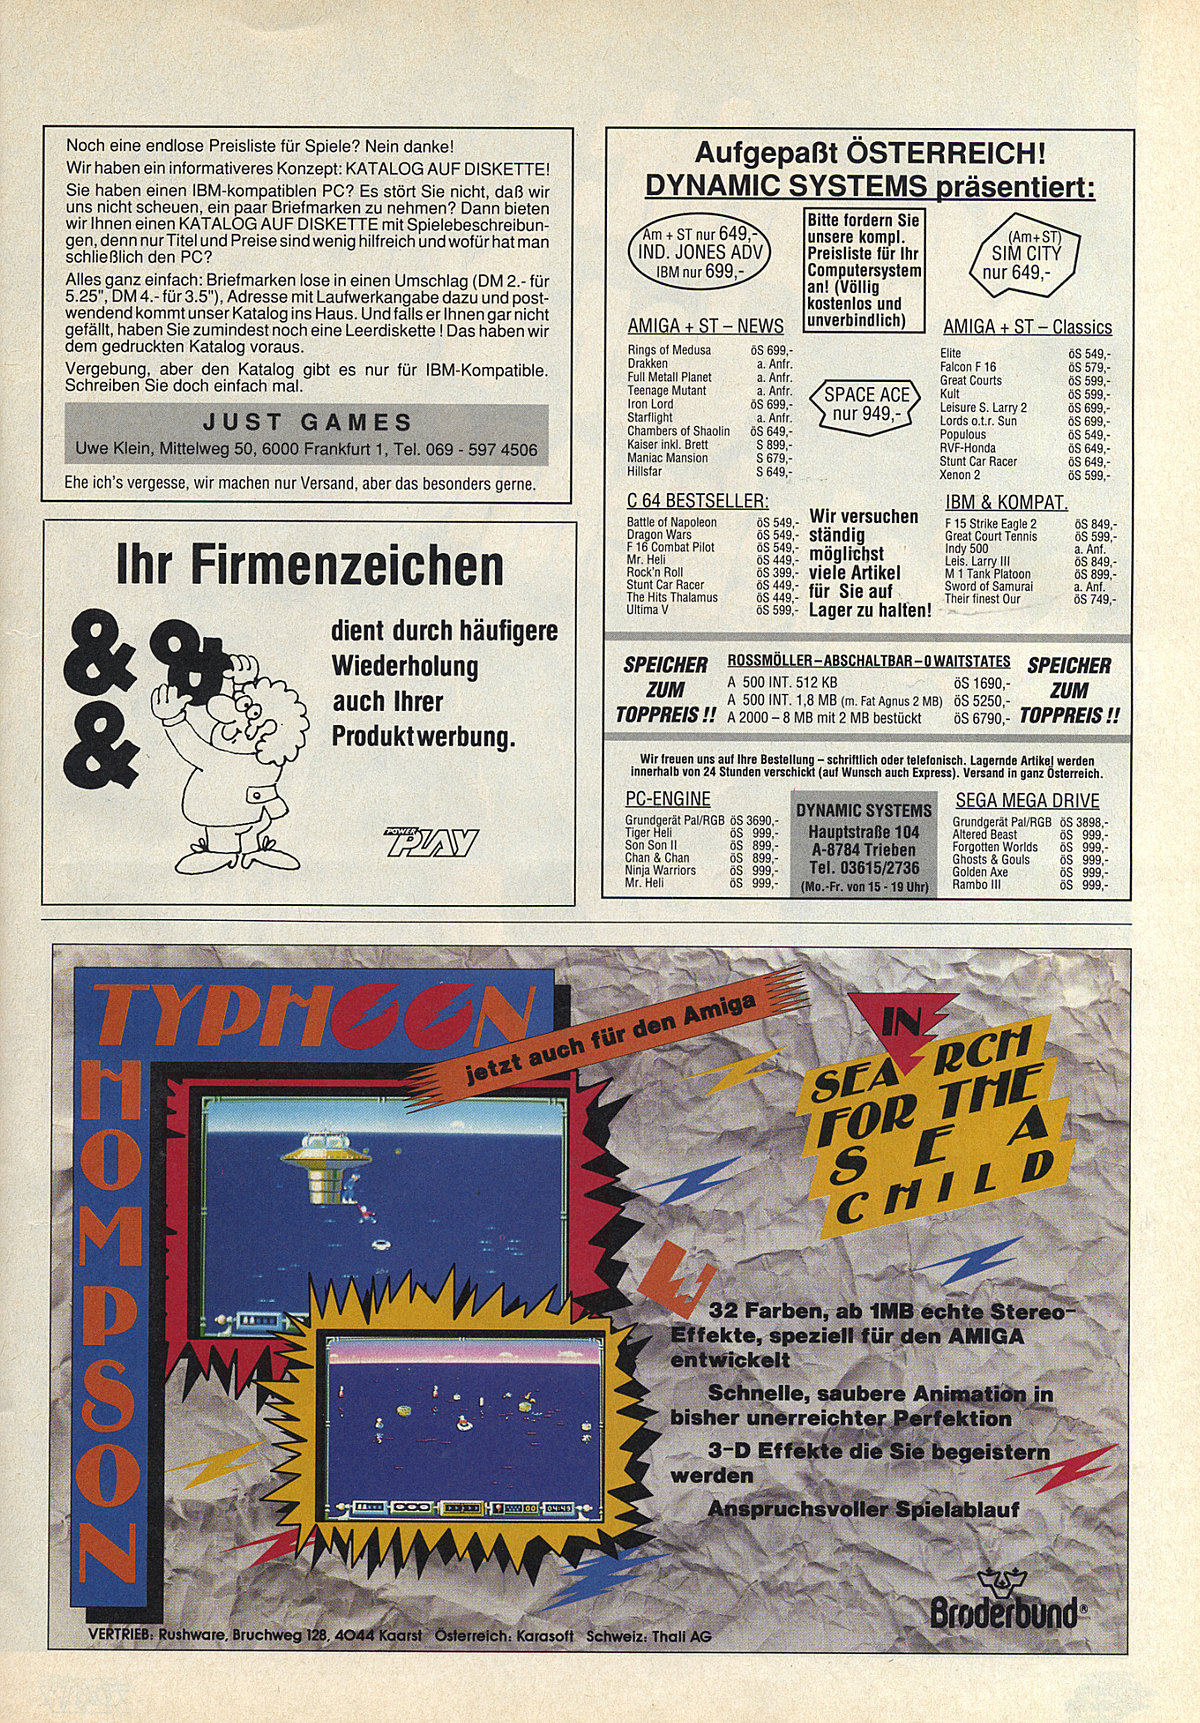 Noch eine endlose Preisliste für Spiele? Nein danke!
Wir haben ein informativeres Konzept: KATALOG AUF DISKETTE!
Sie haben einen IBM-kompatiblen PC? Es stört Sie nicht, daß wir
uns nicht scheuen, ein paar Briefmarken zu nehmen? Dann bieten
wir Ihnen einen KATALOG AUF DISKETTE mit Spielebeschreibun-
gen, denn nur Titel und Preise sind wenig hilfreich und wofür hat man
schließlich den PC?
Alles ganz einfach: Briefmarken lose in einen Umschlag (DM 2.- für
5.25", DM 4.- für 3.5"), Adresse mit Laufwerkangabe dazu und post-
wendend kommt unser Katalog ins Haus. Und falls er Ihnen gar nicht
gefällt, haben Sie zumindest noch eine Leerdiskette ! Das haben wir
dem gedruckten Katalog voraus.
Vergebung, aber den Katalog gibt es nur für IBM-Kompatible.
Schreiben Sie doch einfach mal.
JUST GAMES
Uwe Klein, Mittelweg 50, 6000 Frankfurt 1, Tel. 069 - 597 4506
Ehe ich's vergesse, wir machen nur Versand, aber das besonders gerne.
Ihr Firmenzeichen
& &
&
dient durch häufigere
Wiederholung
auch Ihrer
Produktwerbung.
POWER
PLAY
Aufgepaßt ÖSTERREICH!
DYNAMIC SYSTEMS präsentiert:
Am + ST nur 649,-
IND. JONES ADV
IBM nur 699,-
Bitte fordern Sie
unsere kompl.
Preisliste für Ihr
Computersystem
an! (Völlig
kostenlos und
unverbindlich)
(Am+ST)
SIM CITY
nur 649,-
AMIGA + ST – NEWS
Rings of Medusa öS 699,-
Drakken a. Anfr.
Full Metall Planet a. Anfr.
Teenage Mutant a. Anfr.
Iron Lord öS 699,-
Starflight a. Anfr.
Chambers of Shaolin öS 649,-
Kaiser inkl. Brett S 899,-
Maniac Mansion S 679,-
Hillsfar S 649,-
SPACE ACE
nur 949,-
AMIGA + ST – Classics
Elite öS 549,-
Falcon F 16 öS 579,-
Great Courts öS 599,-
Kult öS 599,-
Leisure S. Larry 2 öS 699,-
Lords o.t.r. Sun öS 699,-
Populous öS 549,-
RVF-Honda öS 649,-
Stunt Car Racer öS 649,-
Xenon 2 öS 599,-
C 64 BESTSELLER:
Battle of Napoleon öS 549,-
Dragon Wars öS 549,-
F 16 Combat Pilot öS 549,-
Mr. Heli öS 449,-
Rock'n Roll öS 399,-
Stunt Car Racer öS 449,-
The Hits Thalamus öS 449,-
Ultima V öS 599,-
Wir versuchen
ständig
möglichst
viele Artikel
für Sie auf
Lager zu halten!
IBM & KOMPAT.
F 15 Strike Eagle 2 öS 849,-
Great Court Tennis öS 599,-
Indy 500 a. Anf.
Leis. Larry III öS 849,-
M 1 Tank Platoon öS 899,-
Sword of Samurai a. Anf.
Their finest Our öS 749,-
SPEICHER
ZUM
TOPPREIS !!
ROSSMÖLLER – ABSCHALTBAR – 0 WAITSTATES
A 500 INT. 512 KB öS 1690,-
A 500 INT. 1,8 MB (m. Fat Agnus 2 MB) öS 5250,-
A 2000 – 8 MB mit 2 MB bestückt öS 6790,-
SPEICHER
ZUM
TOPPREIS !!
Wir freuen uns auf Ihre Bestellung – schriftlich oder telefonisch. Lagernde Artikel werden
innerhalb von 24 Stunden verschickt (auf Wunsch auch Express). Versand in ganz Österreich.
PC-ENGINE
Grundgerät Pal/RGB öS 3690,-
Tiger Heli öS 999,-
Son Son II öS 899,-
Chan & Chan öS 999,-
Ninja Warriors öS 999,-
Mr. Heli öS 999,-
DYNAMIC SYSTEMS
Hauptstraße 104
A-8784 Trieben
Tel. 03615/2736
(Mo.-Fr. von 15 - 19 Uhr)
SEGA MEGA DRIVE
Grundgerät Pal/RGB öS 3898,-
Altered Beast öS 999,-
Forgotten Worlds öS 999,-
Ghosts & Gouls öS 999,-
Golden Axe öS 999,-
Rambo III öS 999,-
TYPHOON
THOMPSON
jetzt auch für den Amiga
IN
SEARCH
FOR THE
SEA
CHILD
32 Farben, ab 1MB echte Stereo-
Effekte, speziell für den AMIGA
entwickelt
Schnelle, saubere Animation in
bisher unerreichter Perfektion
3-D Effekte die Sie begeistern
werden
Anspruchsvoller Spielablauf
04:49
Brøderbund®
VERTRIEB: Rushware, Bruchweg 128, 4044 Kaarst Österreich: Karasoft Schweiz: Thali AG